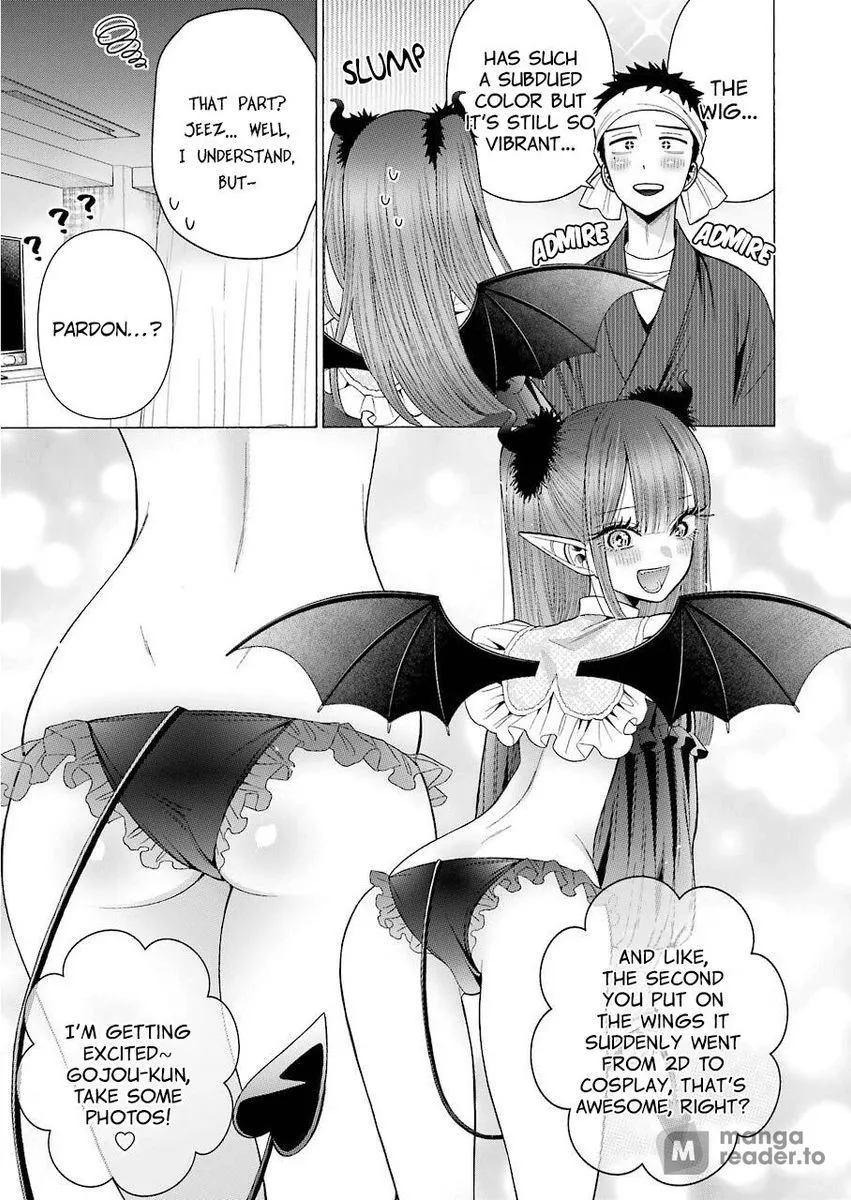 THE
WIG...
HAS SUCH
A SUBDUED
COLOR BUT
IT'S STILL SO
VIBRANT...
ADMIRE
ADMIRE
SLUMP
THAT PART?
JEEZ... WELL,
I UNDERSTAND,
BUT~
? ? ?
PARDON...?
AND LIKE,
THE SECOND
YOU PUT ON
THE WINGS IT
SUDDENLY WENT
FROM 2D TO
COSPLAY, THAT'S
AWESOME, RIGHT?
I'M GETTING
EXCITED~
GOJOU-KUN,
TAKE SOME
PHOTOS!
♡
M manga
reader.to